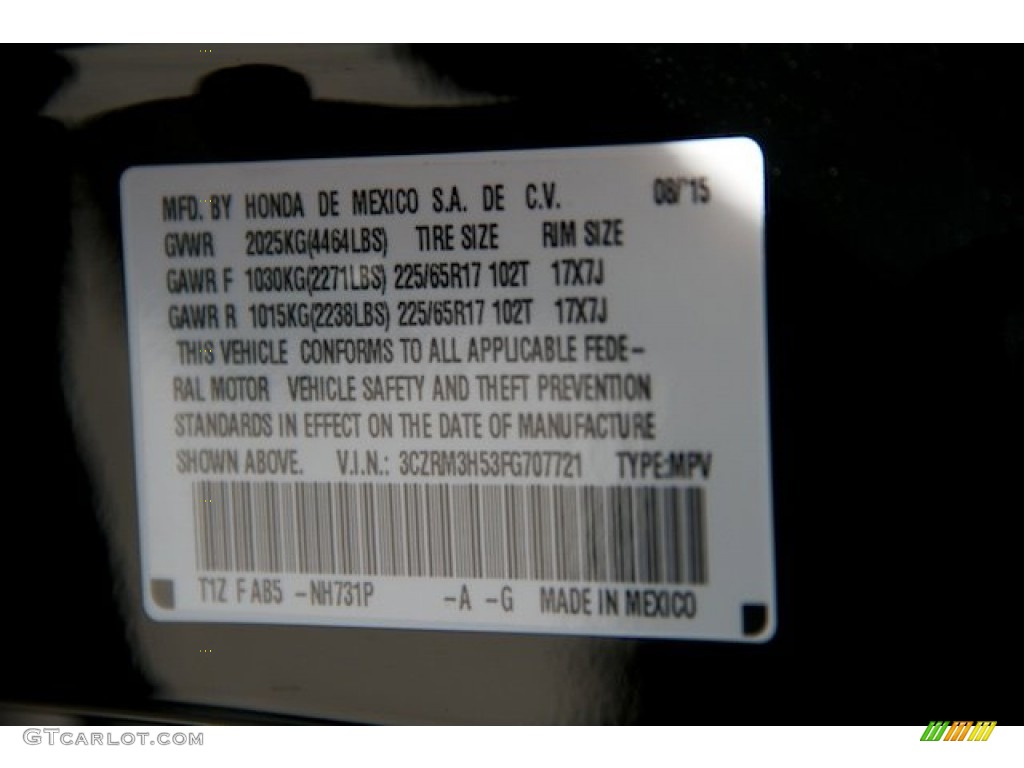 MFD. BY HONDA DE MEXICO S.A. DE C.V. 08/'15
GVWR 2025KG(4464LBS) TIRE SIZE RIM SIZE
GAWR F 1030KG(2271LBS) 225/65R17 102T 17X7J
GAWR R 1015KG(2238LBS) 225/65R17 102T 17X7J
THIS VEHICLE CONFORMS TO ALL APPLICABLE FEDE-
RAL MOTOR VEHICLE SAFETY AND THEFT PREVENTION
STANDARDS IN EFFECT ON THE DATE OF MANUFACTURE
SHOWN ABOVE. V.I.N.: 3CZRM3H53FG707721 TYPE:MPV
T1Z F AB5 -NH731P -A -G MADE IN MEXICO
GTCARLOT.COM